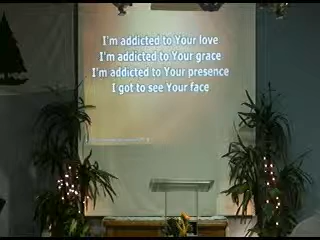 I'm addicted to Your love
I'm addicted to Your grace
I'm addicted to Your presence
I got to see Your face